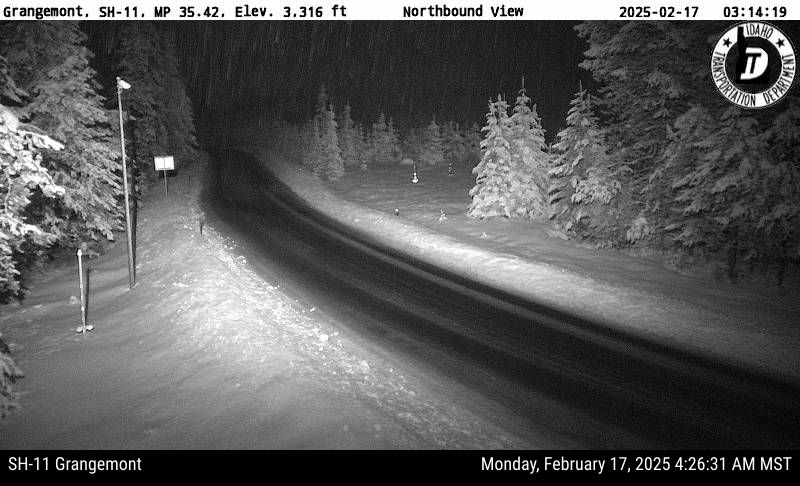 Grangemont, SH-11, MP 35.42, Elev. 3,316 ft Northbound View 2025-02-17 03:14:19
IDAHO
TRANSPORTATION DEPARTMENT
SH-11 Grangemont Monday, February 17, 2025 4:26:31 AM MST